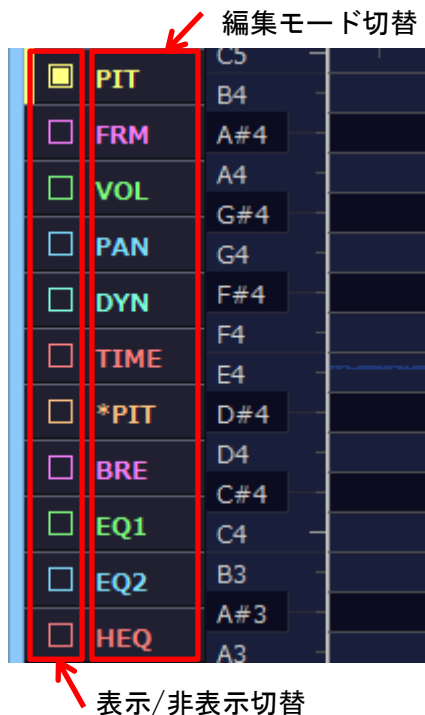 編集モード切替
PIT
FRM
VOL
PAN
DYN
TIME
*PIT
BRE
EQ1
EQ2
HEQ
C5
B4
A#4
A4
G#4
G4
F#4
F4
E4
D#4
D4
C#4
C4
B3
A#3
A3
表示/非表示切替